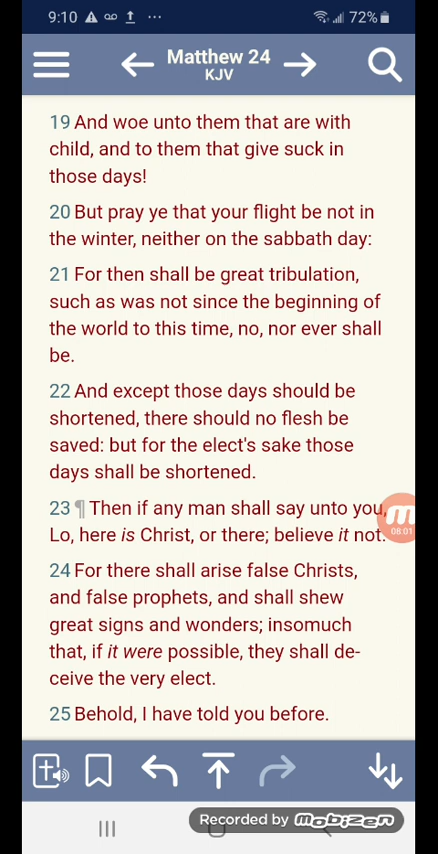 9:10 72%
Matthew 24
KJV
19 And woe unto them that are with
child, and to them that give suck in
those days!
20 But pray ye that your flight be not in
the winter, neither on the sabbath day:
21 For then shall be great tribulation,
such as was not since the beginning of
the world to this time, no, nor ever shall
be.
22 And except those days should be
shortened, there should no flesh be
saved: but for the elect's sake those
days shall be shortened.
23 ¶ Then if any man shall say unto you,
Lo, here is Christ, or there; believe it not.
m
08:01
24 For there shall arise false Christs,
and false prophets, and shall shew
great signs and wonders; insomuch
that, if it were possible, they shall de-
ceive the very elect.
25 Behold, I have told you before.
Recorded by mobizen